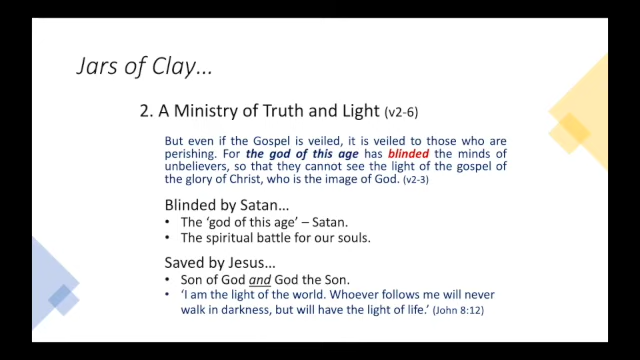 Jars of Clay...
2. A Ministry of Truth and Light (v2-6)
But even if the Gospel is veiled, it is veiled to those who are
perishing. For the god of this age has blinded the minds of
unbelievers, so that they cannot see the light of the gospel of
the glory of Christ, who is the image of God. (v2-3)
Blinded by Satan...
• The 'god of this age' – Satan.
• The spiritual battle for our souls.
Saved by Jesus...
• Son of God and God the Son.
• 'I am the light of the world. Whoever follows me will never
walk in darkness, but will have the light of life.' (John 8:12)